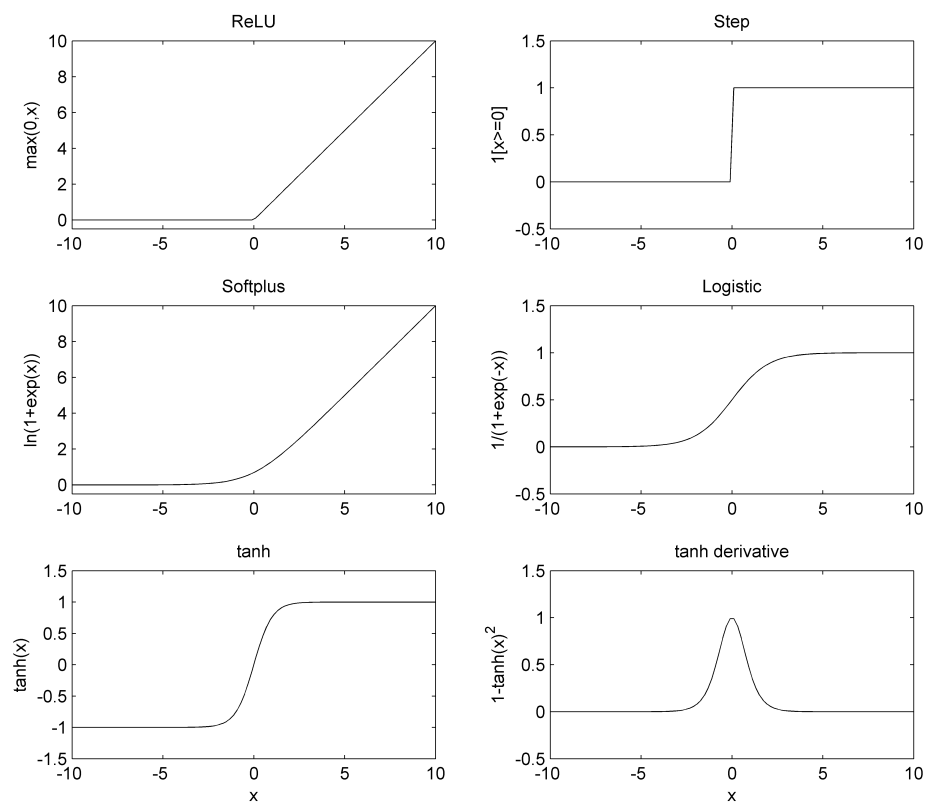 ReLU
max(0,x)
10
8
6
4
2
0
-10 -5 0 5 10
Step
1[x>=0]
1.5
1
0.5
0
-0.5
-10 -5 0 5 10
Softplus
ln(1+exp(x))
10
8
6
4
2
0
-10 -5 0 5 10
Logistic
1/(1+exp(-x))
1.5
1
0.5
0
-0.5
-10 -5 0 5 10
tanh
tanh(x)
1.5
1
0.5
0
-0.5
-1
-1.5
-10 -5 0 5 10
x
tanh derivative
1-tanh(x)²
1.5
1
0.5
0
-0.5
-10 -5 0 5 10
x